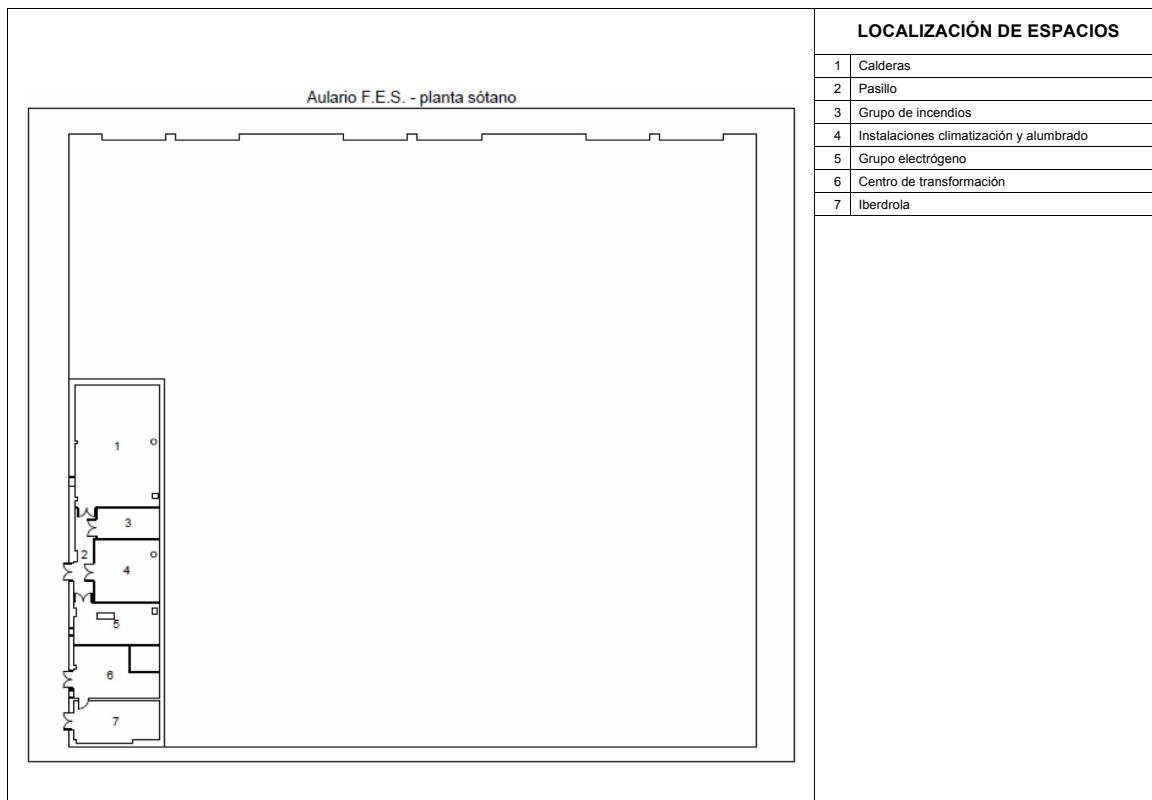 LOCALIZACIÓN DE ESPACIOS
1 Calderas
2 Pasillo
3 Grupo de incendios
4 Instalaciones climatización y alumbrado
5 Grupo electrógeno
6 Centro de transformación
7 Iberdrola
Aulario F.E.S. - planta sótano
1
3
2
4
5
6
7